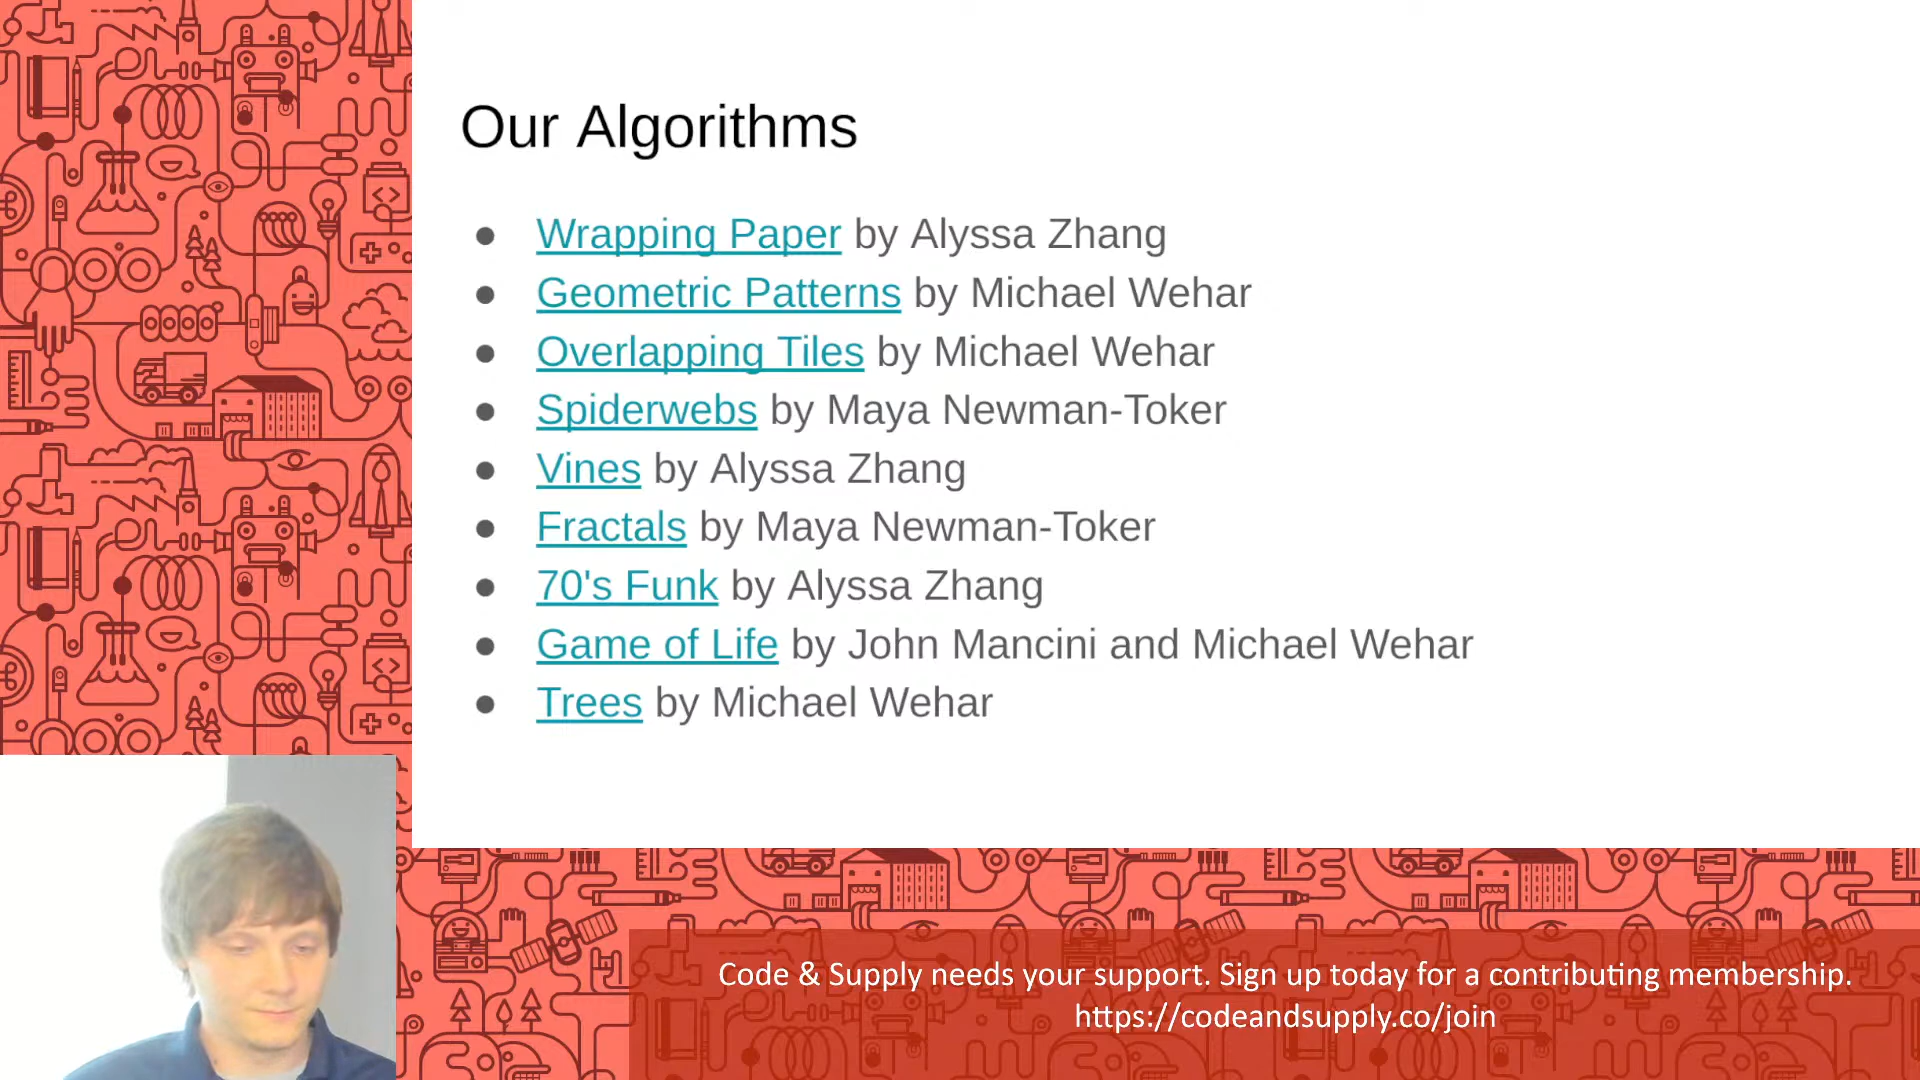 Our Algorithms
● Wrapping Paper by Alyssa Zhang
● Geometric Patterns by Michael Wehar
● Overlapping Tiles by Michael Wehar
● Spiderwebs by Maya Newman-Toker
● Vines by Alyssa Zhang
● Fractals by Maya Newman-Toker
● 70's Funk by Alyssa Zhang
● Game of Life by John Mancini and Michael Wehar
● Trees by Michael Wehar
Code & Supply needs your support. Sign up today for a contributing membership.
https://codeandsupply.co/join